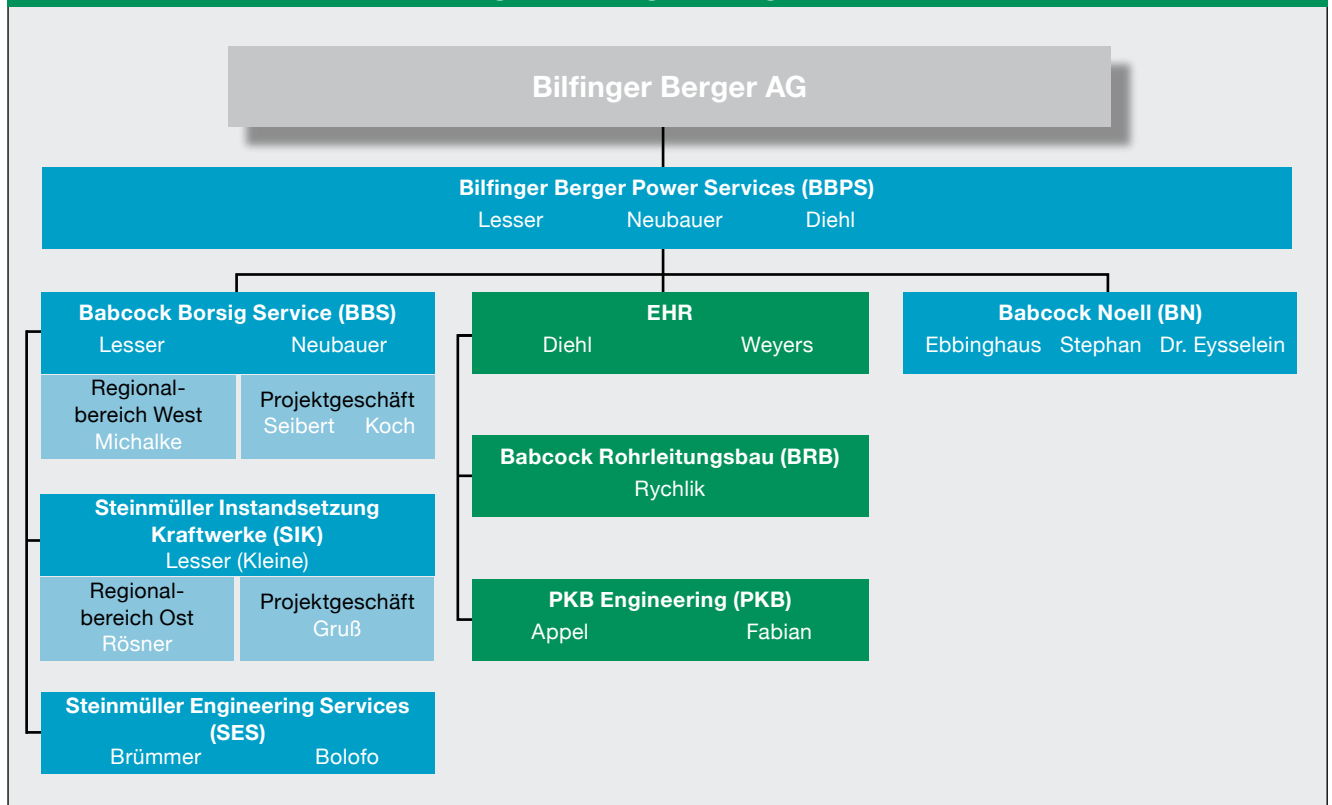 Bilfinger Berger AG
Bilfinger Berger Power Services (BBPS)
Lesser Neubauer Diehl
Babcock Borsig Service (BBS)
Lesser Neubauer
Regional-
bereich West
Michalke
Projektgeschäft
Seibert Koch
Steinmüller Instandsetzung
Kraftwerke (SIK)
Lesser (Kleine)
Regional-
bereich Ost
Rösner
Projektgeschäft
Gruß
Steinmüller Engineering Services
(SES)
Brümmer Bolofo
EHR
Diehl Weyers
Babcock Rohrleitungsbau (BRB)
Rychlik
PKB Engineering (PKB)
Appel Fabian
Babcock Noell (BN)
Ebbinghaus Stephan Dr. Eysselein